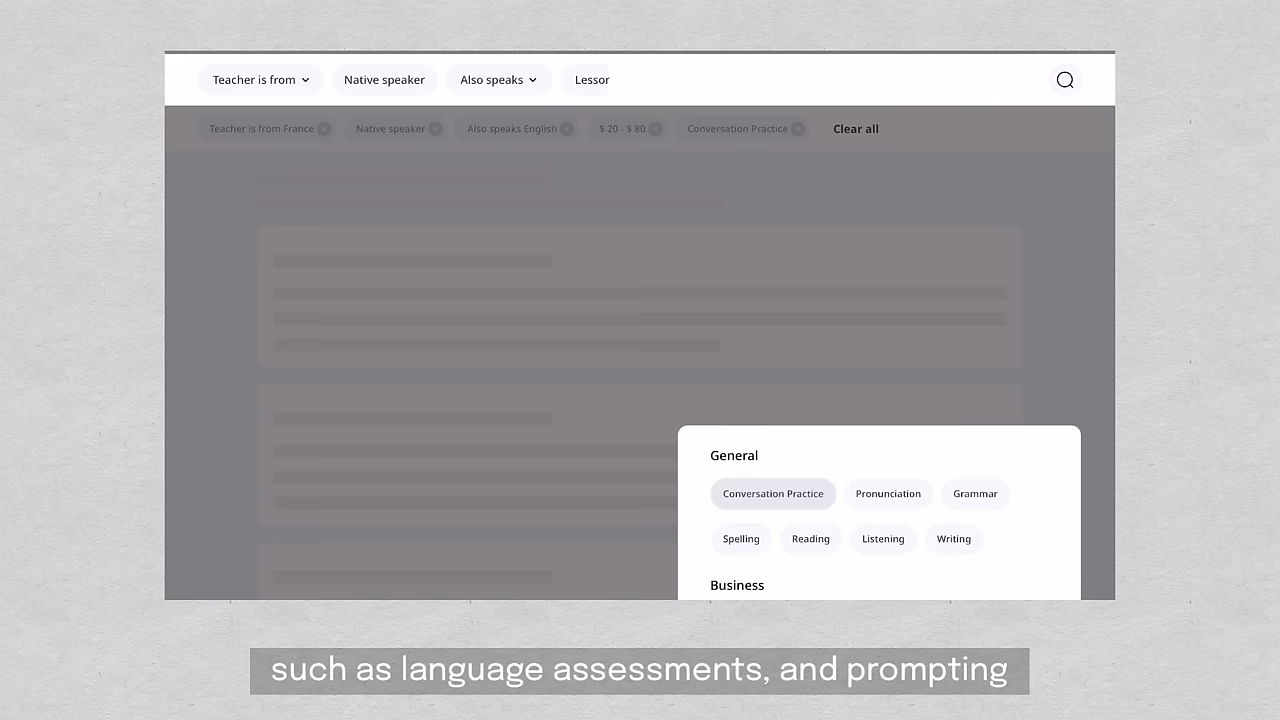 Teacher is from Native speaker Also speaks Lessor
Teacher is from France Native speaker Also speaks English $ 20 - $ 80 Conversation Practice Clear all
General
Conversation Practice Pronunciation Grammar
Spelling Reading Listening Writing
Business
such as language assessments, and prompting